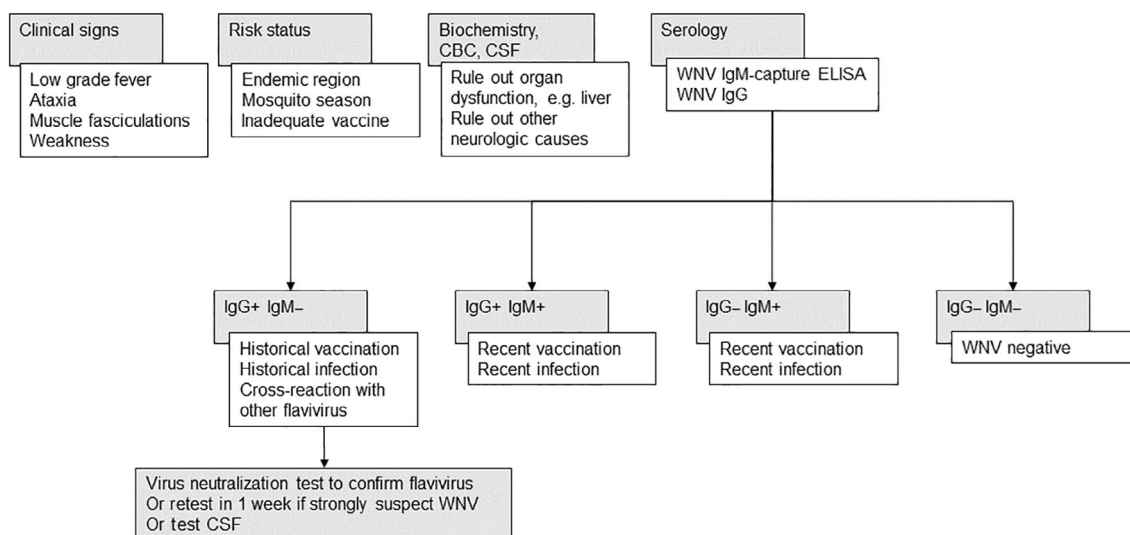 Clinical signs
Low grade fever
Ataxia
Muscle fasciculations
Weakness
Risk status
Endemic region
Mosquito season
Inadequate vaccine
Biochemistry,
CBC, CSF
Rule out organ
dysfunction, e.g. liver
Rule out other
neurologic causes
Serology
WNV IgM-capture ELISA
WNV IgG
IgG+ IgM–
Historical vaccination
Historical infection
Cross-reaction with
other flavivirus
IgG+ IgM+
Recent vaccination
Recent infection
IgG– IgM+
Recent vaccination
Recent infection
IgG– IgM–
WNV negative
Virus neutralization test to confirm flavivirus
Or retest in 1 week if strongly suspect WNV
Or test CSF